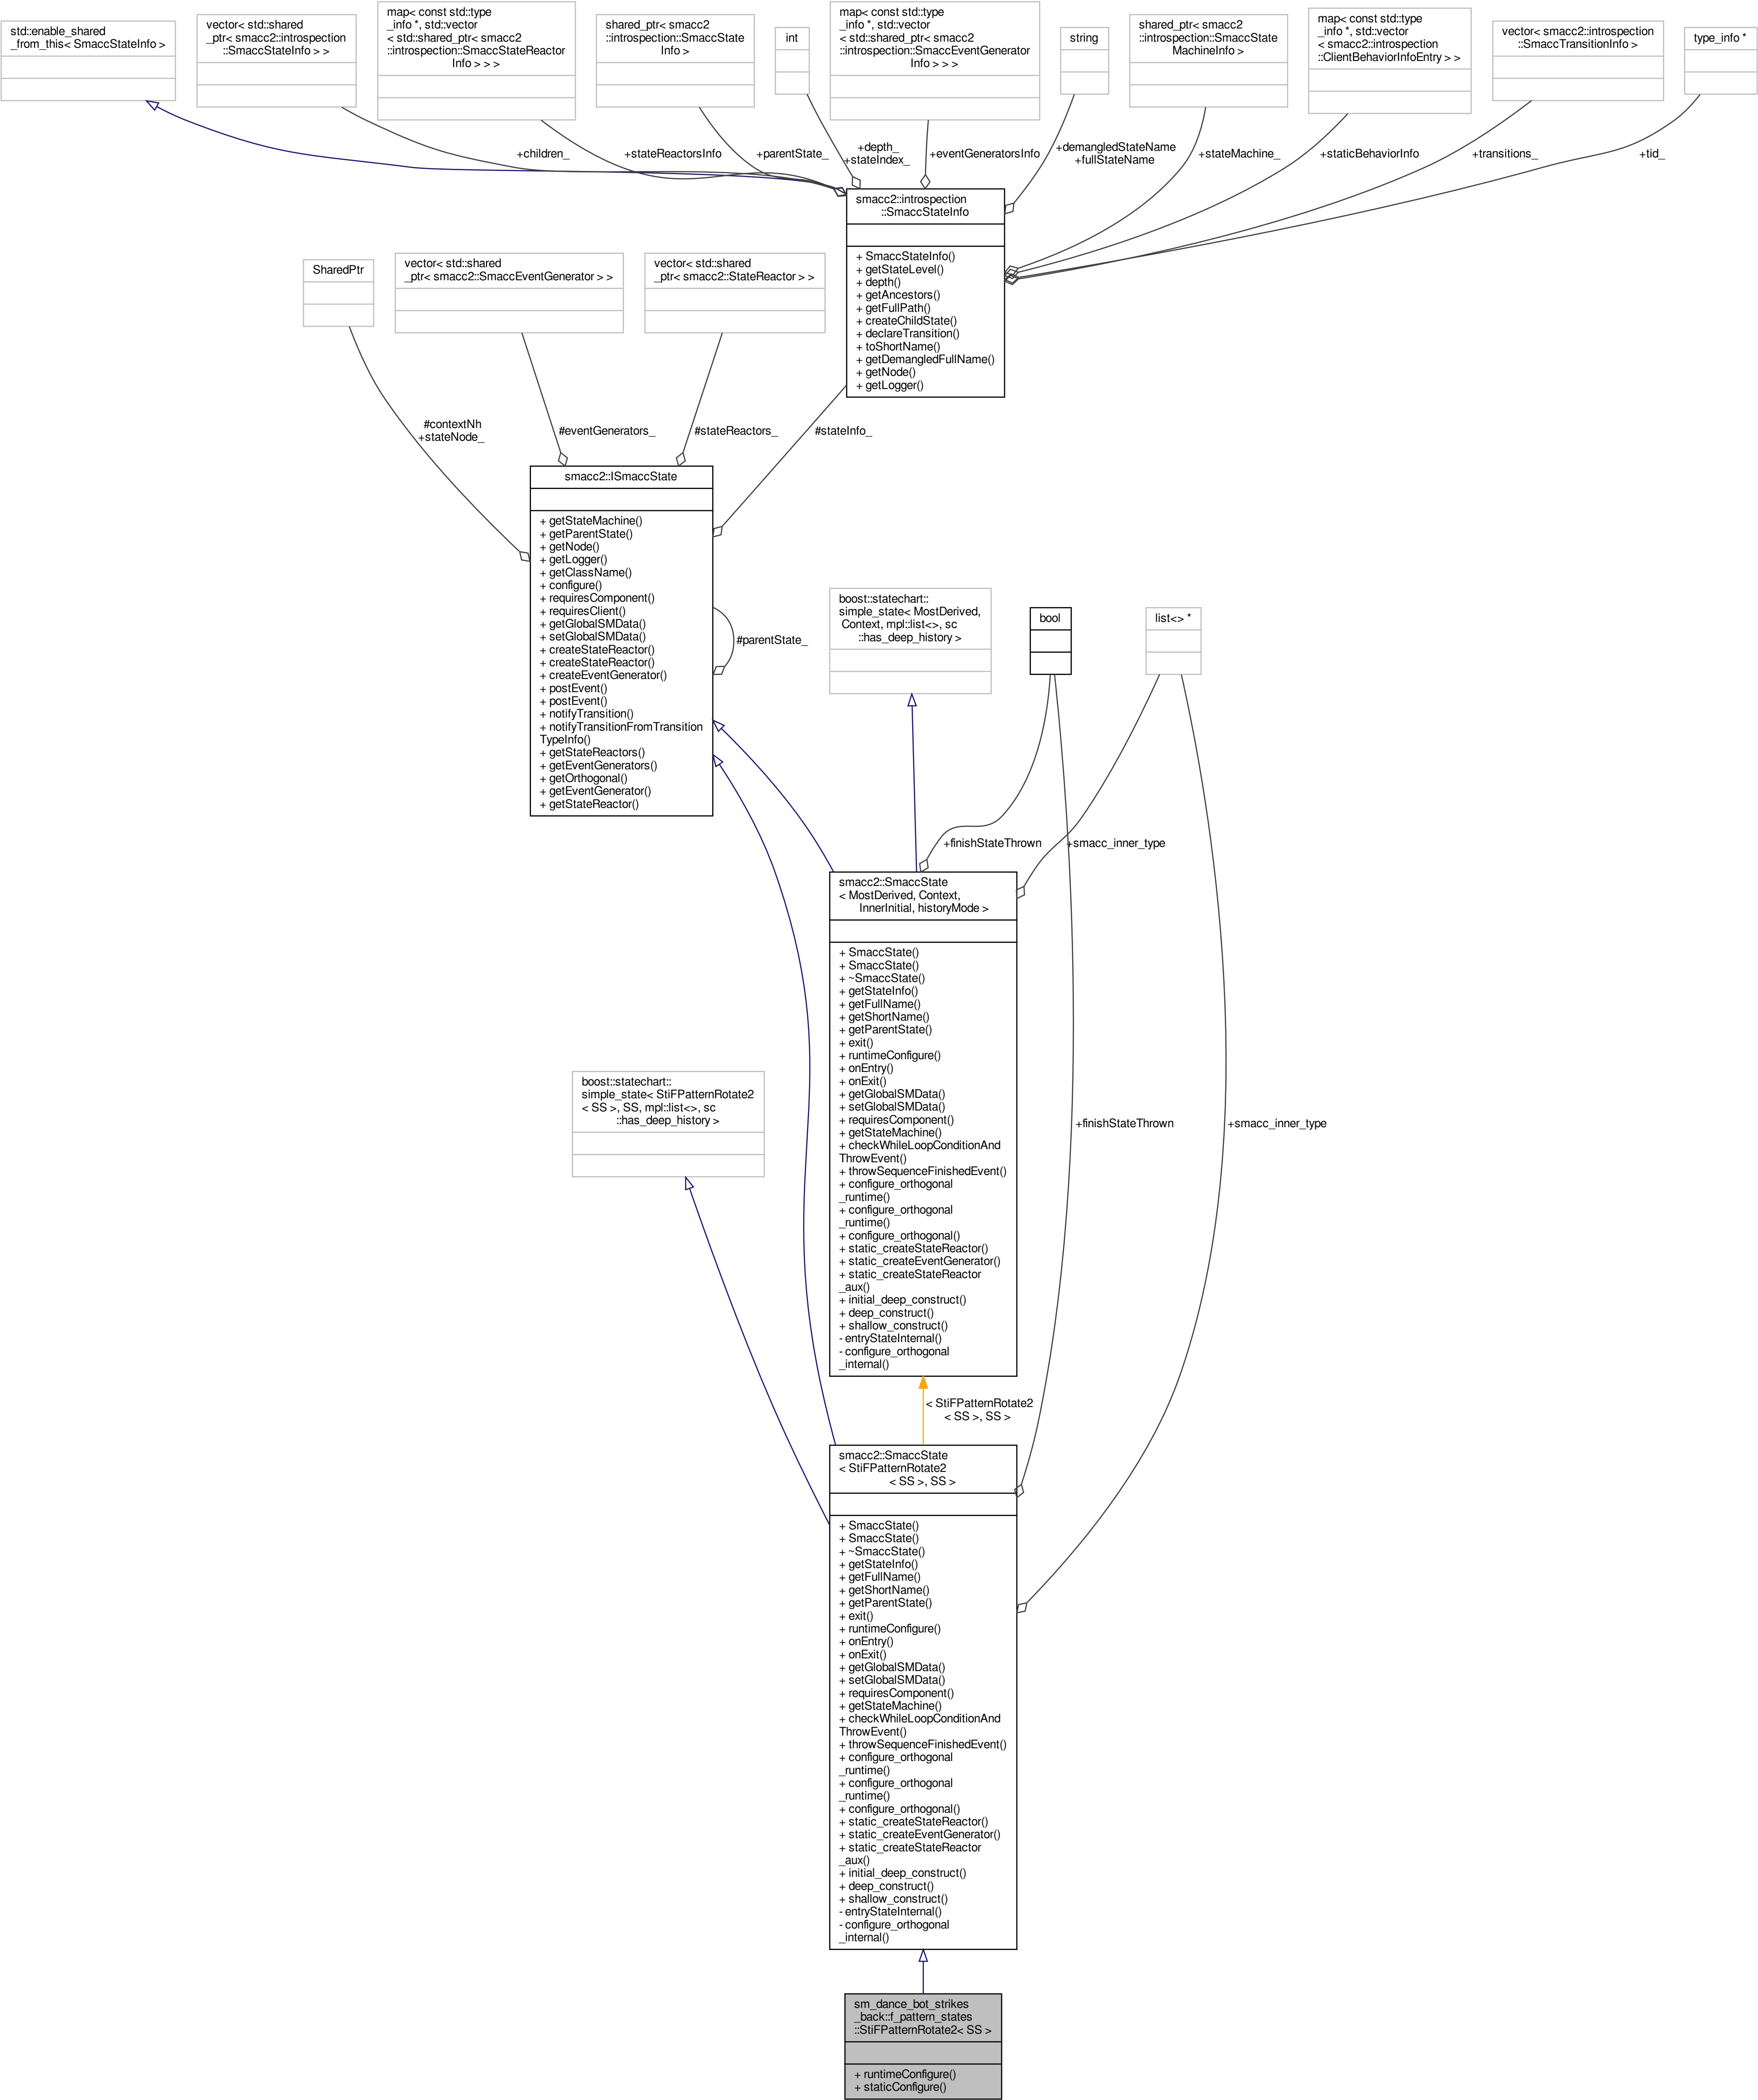 std::enable_shared
_from_this< SmaccStateInfo >
vector< std::shared
_ptr< smacc2::introspection
::SmaccStateInfo > >
map< const std::type
_info *, std::vector
< std::shared_ptr< smacc2
::introspection::SmaccStateReactor
Info > > >
shared_ptr< smacc2
::introspection::SmaccState
Info >
int
map< const std::type
_info *, std::vector
< std::shared_ptr< smacc2
::introspection::SmaccEventGenerator
Info > > >
string
shared_ptr< smacc2
::introspection::SmaccState
MachineInfo >
map< const std::type
_info *, std::vector
< smacc2::introspection
::ClientBehaviorInfoEntry > >
vector< smacc2::introspection
::SmaccTransitionInfo >
type_info *
+children_
+stateReactorsInfo
+parentState_
+depth_
+stateIndex_
+eventGeneratorsInfo
+demangledStateName
+fullStateName
+stateMachine_
+staticBehaviorInfo
+transitions_
+tid_
smacc2::introspection
::SmaccStateInfo
+ SmaccStateInfo()
+ getStateLevel()
+ depth()
+ getAncestors()
+ getFullPath()
+ createChildState()
+ declareTransition()
+ toShortName()
+ getDemangledFullName()
+ getNode()
+ getLogger()
SharedPtr
vector< std::shared
_ptr< smacc2::SmaccEventGenerator > >
vector< std::shared
_ptr< smacc2::StateReactor > >
#contextNh
+stateNode_
#eventGenerators_
#stateReactors_
#stateInfo_
smacc2::ISmaccState
+ getStateMachine()
+ getParentState()
+ getNode()
+ getLogger()
+ getClassName()
+ configure()
+ requiresComponent()
+ requiresClient()
+ getGlobalSMData()
+ setGlobalSMData()
+ createStateReactor()
+ createStateReactor()
+ createEventGenerator()
+ postEvent()
+ postEvent()
+ notifyTransition()
+ notifyTransitionFromTransition
TypeInfo()
+ getStateReactors()
+ getEventGenerators()
+ getOrthogonal()
+ getEventGenerator()
+ getStateReactor()
#parentState_
boost::statechart::
simple_state< MostDerived,
Context, mpl::list<>, sc
::has_deep_history >
bool
list<> *
+finishStateThrown
+smacc_inner_type
smacc2::SmaccState
< MostDerived, Context,
InnerInitial, historyMode >
+ SmaccState()
+ SmaccState()
+ ~SmaccState()
+ getStateInfo()
+ getFullName()
+ getShortName()
+ getParentState()
+ exit()
+ runtimeConfigure()
+ onEntry()
+ onExit()
+ getGlobalSMData()
+ setGlobalSMData()
+ requiresComponent()
+ getStateMachine()
+ checkWhileLoopConditionAnd
ThrowEvent()
+ throwSequenceFinishedEvent()
+ configure_orthogonal
_runtime()
+ configure_orthogonal
_runtime()
+ configure_orthogonal()
+ static_createStateReactor()
+ static_createEventGenerator()
+ static_createStateReactor
_aux()
+ initial_deep_construct()
+ deep_construct()
+ shallow_construct()
- entryStateInternal()
- configure_orthogonal
_internal()
boost::statechart::
simple_state< StiFPatternRotate2
< SS >, SS, mpl::list<>, sc
::has_deep_history >
+finishStateThrown
+smacc_inner_type
< StiFPatternRotate2
< SS >, SS >
smacc2::SmaccState
< StiFPatternRotate2
< SS >, SS >
+ SmaccState()
+ SmaccState()
+ ~SmaccState()
+ getStateInfo()
+ getFullName()
+ getShortName()
+ getParentState()
+ exit()
+ runtimeConfigure()
+ onEntry()
+ onExit()
+ getGlobalSMData()
+ setGlobalSMData()
+ requiresComponent()
+ getStateMachine()
+ checkWhileLoopConditionAnd
ThrowEvent()
+ throwSequenceFinishedEvent()
+ configure_orthogonal
_runtime()
+ configure_orthogonal
_runtime()
+ configure_orthogonal()
+ static_createStateReactor()
+ static_createEventGenerator()
+ static_createStateReactor
_aux()
+ initial_deep_construct()
+ deep_construct()
+ shallow_construct()
- entryStateInternal()
- configure_orthogonal
_internal()
sm_dance_bot_strikes
_back::f_pattern_states
::StiFPatternRotate2< SS >
+ runtimeConfigure()
+ staticConfigure()